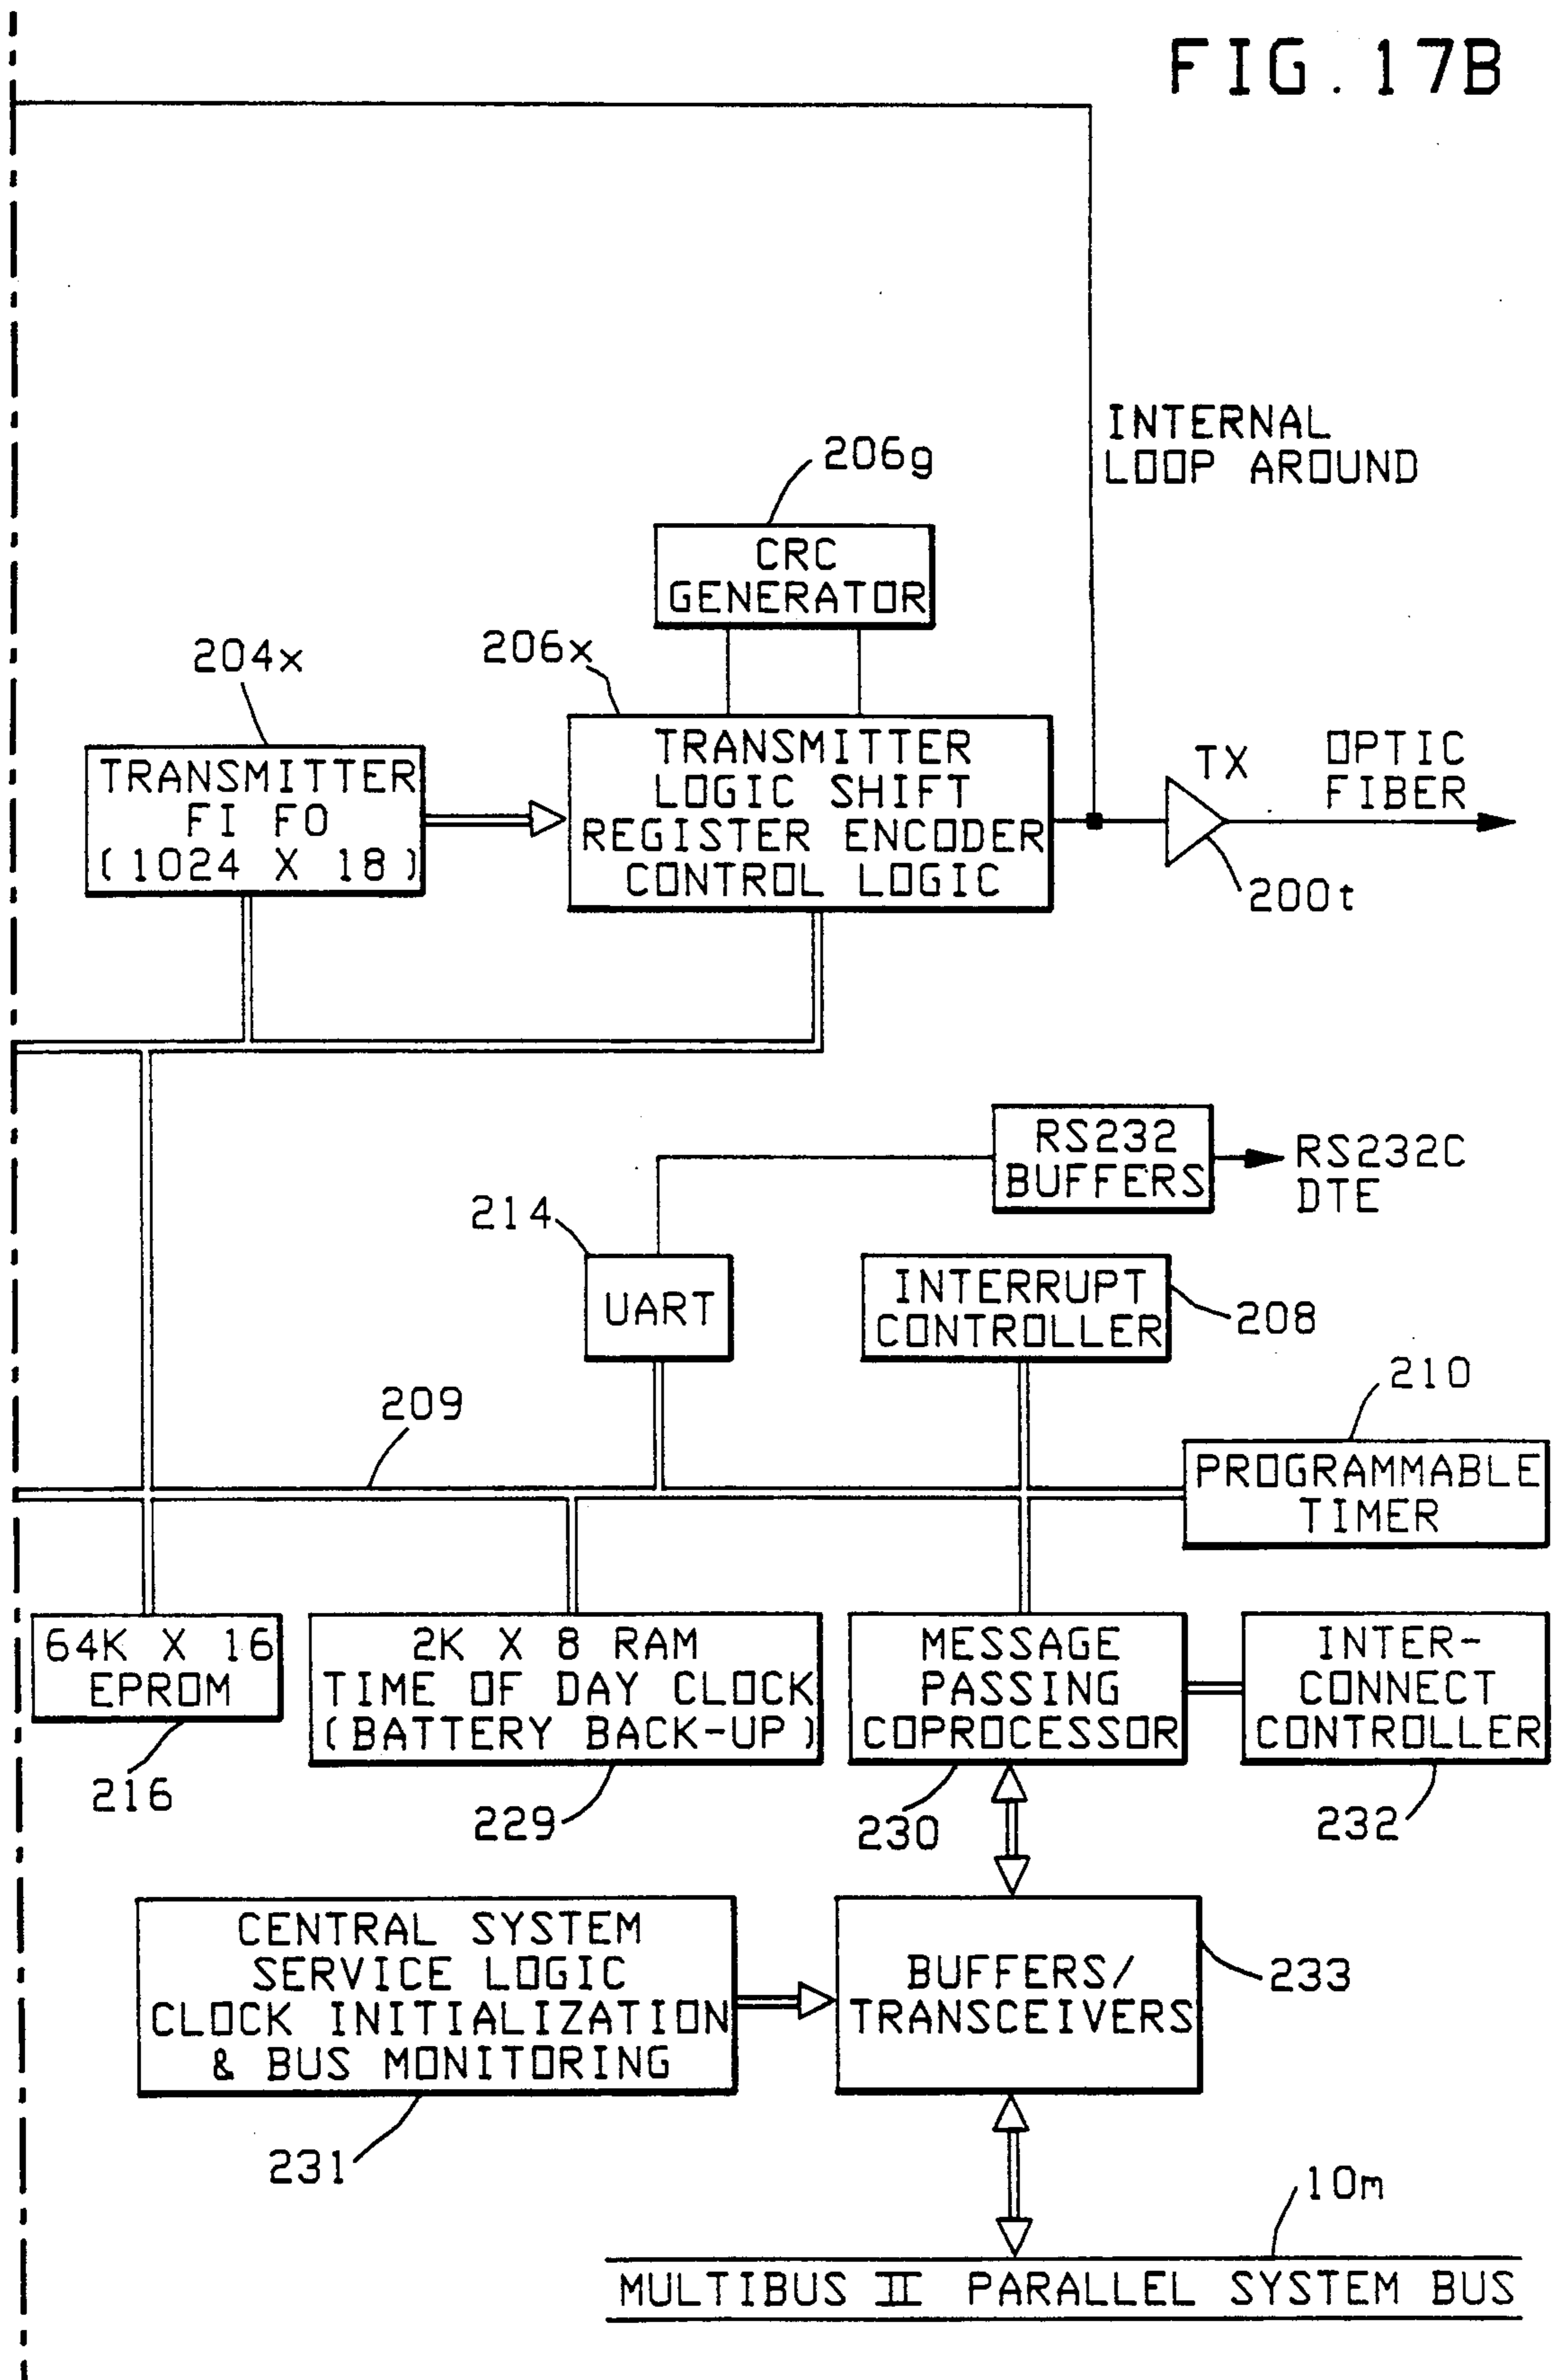 FIG.17B
INTERNAL
LOOP AROUND
206g
CRC
GENERATOR
204x
206x
TRANSMITTER
FI FO
(1024 X 18)
TRANSMITTER
LOGIC SHIFT
REGISTER ENCODER
CONTROL LOGIC
TX
OPTIC
FIBER
200t
RS232
BUFFERS
RS232C
DTE
214
UART
INTERRUPT
CONTROLLER
208
209
210
PROGRAMMABLE
TIMER
64K X 16
EPROM
216
2K X 8 RAM
TIME OF DAY CLOCK
(BATTERY BACK-UP)
229
MESSAGE
PASSING
COPROCESSOR
230
INTER-
CONNECT
CONTROLLER
232
CENTRAL SYSTEM
SERVICE LOGIC
CLOCK INITIALIZATION
& BUS MONITORING
231
BUFFERS/
TRANSCEIVERS
233
10m
MULTIBUS II PARALLEL SYSTEM BUS